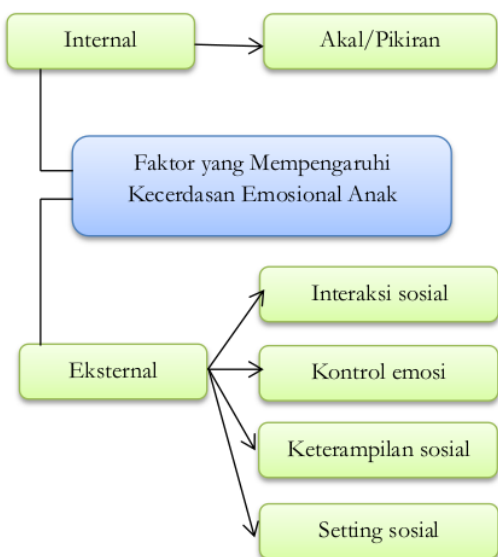 Internal
Akal/Pikiran
Faktor yang Mempengaruhi
Kecerdasan Emosional Anak
Interaksi sosial
Eksternal
Kontrol emosi
Keterampilan sosial
Setting sosial